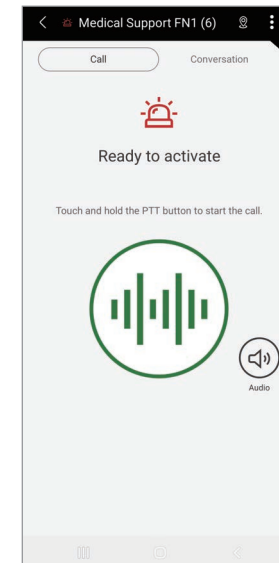 Medical Support FN1 (6)
Call
Conversation
Ready to activate
Touch and hold the PTT button to start the call.
Audio